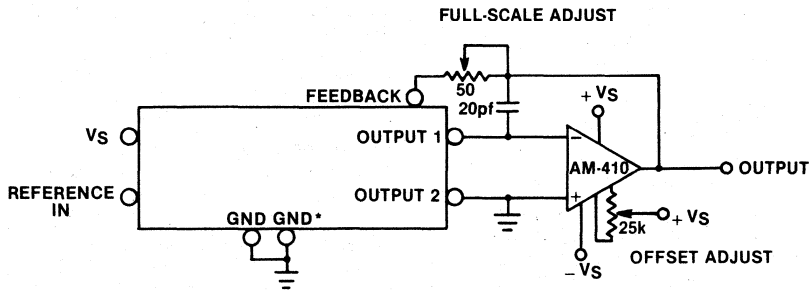 FULL-SCALE ADJUST
50
FEEDBACK
20pf
+ VS
VS
OUTPUT 1
−
AM-410
OUTPUT
REFERENCE
IN
OUTPUT 2
+
GND GND*
25k
+ VS
− VS
OFFSET ADJUST